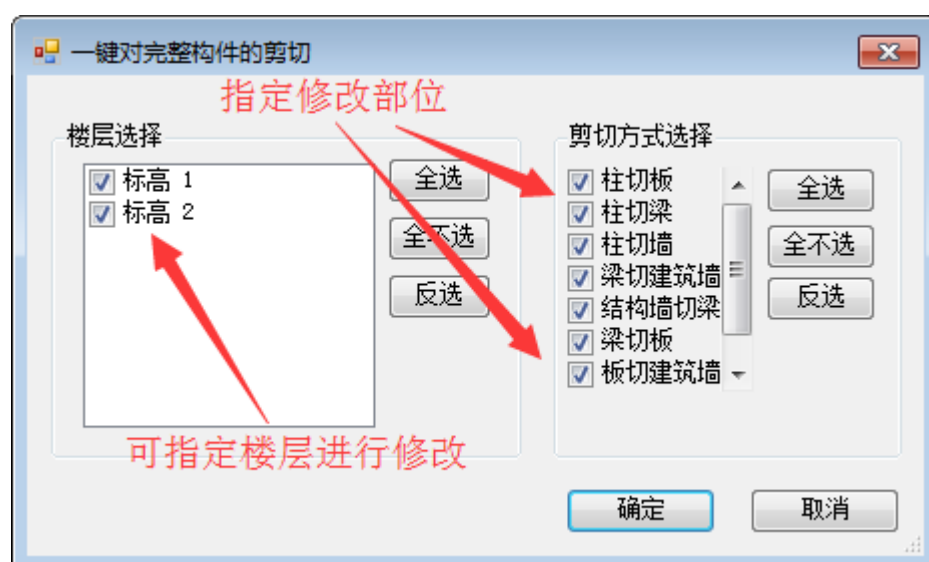 一键对完整构件的剪切
指定修改部位
楼层选择
标高 1
标高 2
全选
全不选
反选
可指定楼层进行修改
剪切方式选择
柱切板
柱切梁
柱切墙
梁切建筑墙
结构墙切梁
梁切板
板切建筑墙
全选
全不选
反选
确定
取消